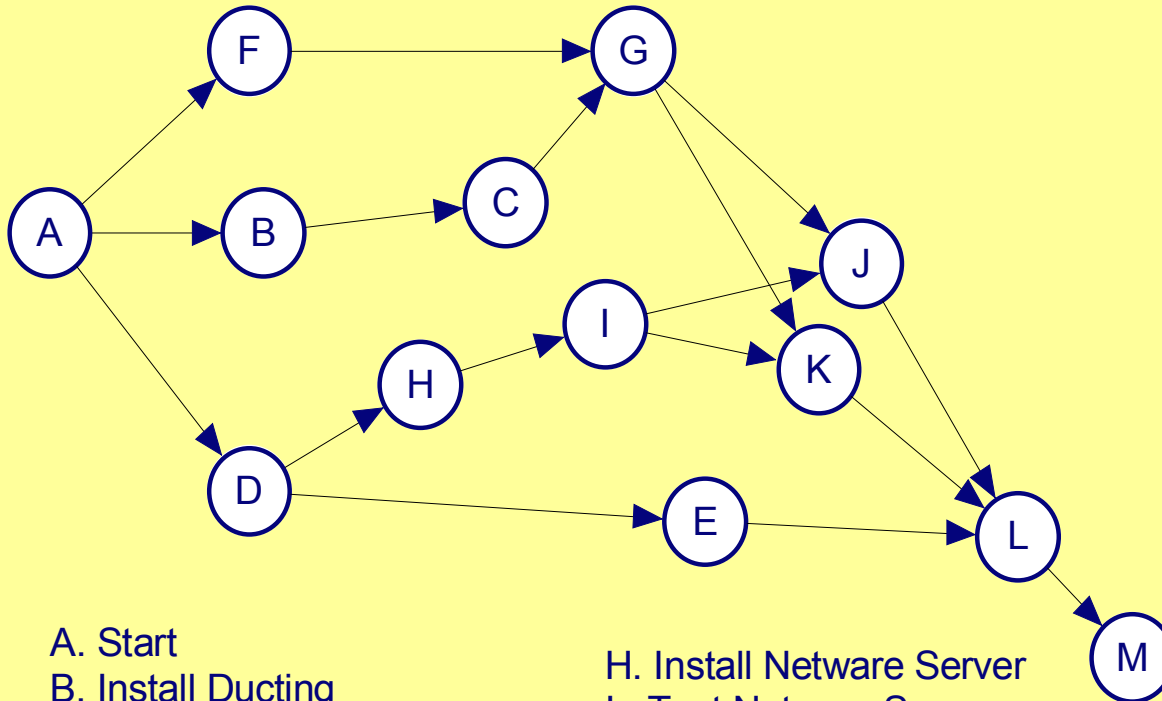 F
G
C
A
B
J
I
K
H
D
E
L
M
A. Start
B. Install Ducting
H. Install Netware Server